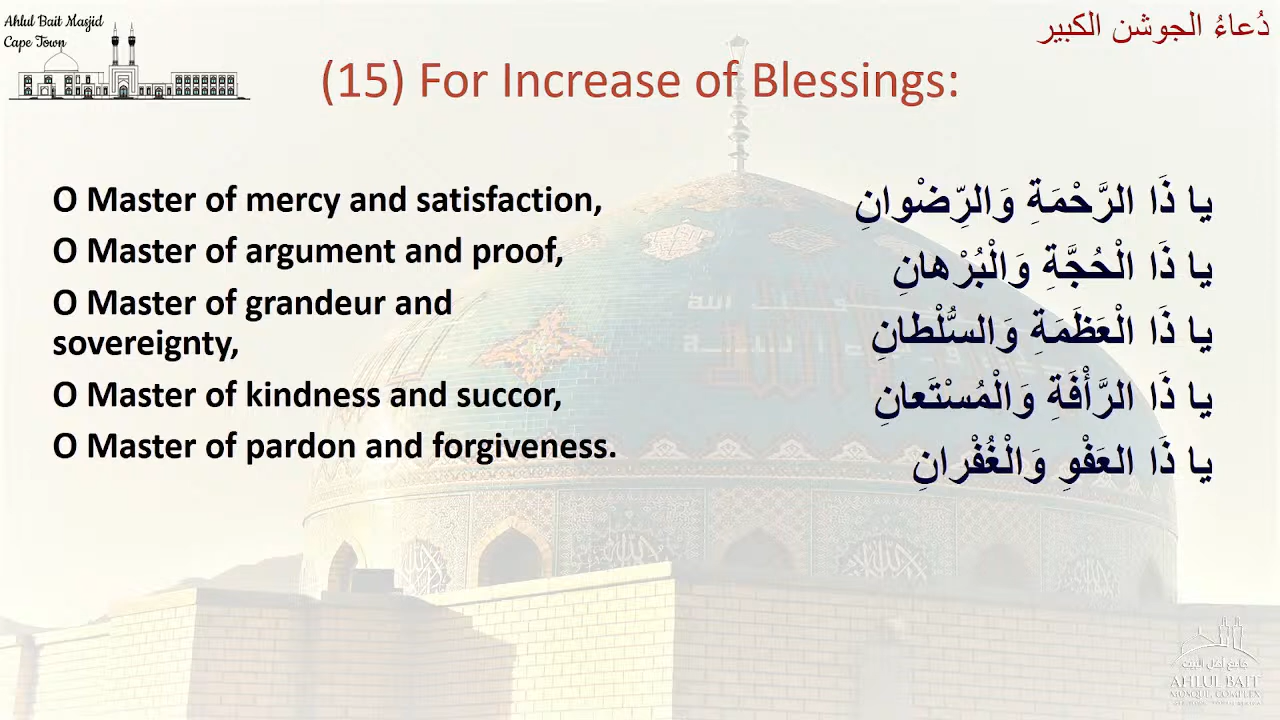 Ahlul Bait Masjid
Cape Town
دُعاءُ الجوشن الكبير
(15) For Increase of Blessings:
O Master of mercy and satisfaction,
O Master of argument and proof,
O Master of grandeur and
sovereignty,
O Master of kindness and succor,
O Master of pardon and forgiveness.
يا ذَا الرَّحْمَةِ وَالرِّضْوانِ
يا ذَا الْحُجَّةِ وَالْبُرْهانِ
يا ذَا الْعَظَمَةِ وَالسُّلْطانِ
يا ذَا الرَّأْفَةِ وَالْمُسْتَعانِ
يا ذَا العَفْوِ وَالْغُفْرانِ
AHLUL BAIT
MOSQUE COMPLEX